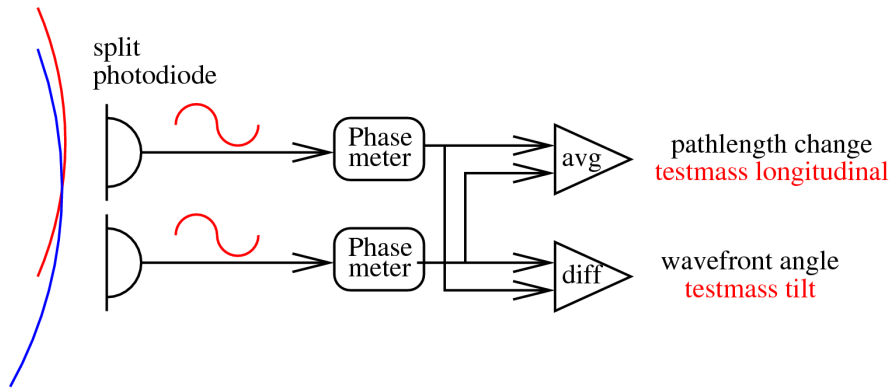 split
photodiode
Phase
meter
avg
pathlength change
testmass longitudinal
Phase
meter
diff
wavefront angle
testmass tilt